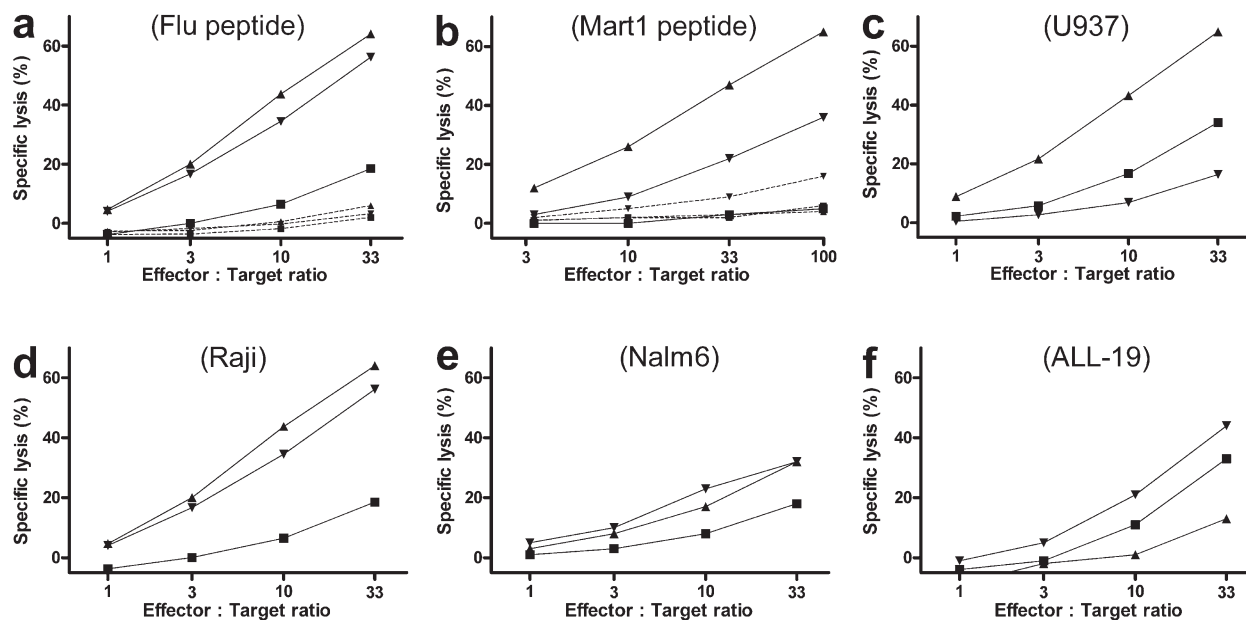 a (Flu peptide)
60
40
20
0
Specific lysis (%)
1 3 10 33
Effector : Target ratio
b (Mart1 peptide)
60
40
20
0
Specific lysis (%)
3 10 33 100
Effector : Target ratio
c (U937)
60
40
20
0
Specific lysis (%)
1 3 10 33
Effector : Target ratio
d (Raji)
60
40
20
0
Specific lysis (%)
1 3 10 33
Effector : Target ratio
e (Nalm6)
60
40
20
0
Specific lysis (%)
1 3 10 33
Effector : Target ratio
f (ALL-19)
60
40
20
0
Specific lysis (%)
1 3 10 33
Effector : Target ratio